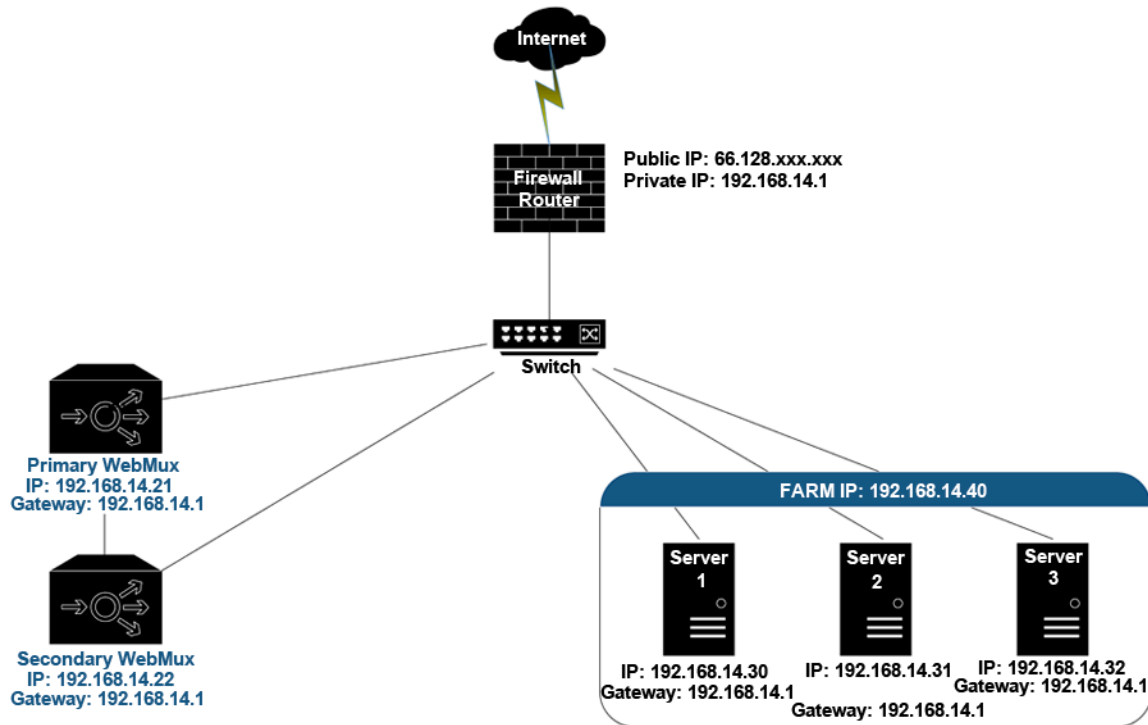 Internet
Firewall
Router
Public IP: 66.128.xxx.xxx
Private IP: 192.168.14.1
Switch
Primary WebMux
IP: 192.168.14.21
Gateway: 192.168.14.1
Secondary WebMux
IP: 192.168.14.22
Gateway: 192.168.14.1
FARM IP: 192.168.14.40
Server
1
IP: 192.168.14.30
Gateway: 192.168.14.1
Server
2
IP: 192.168.14.31
Gateway: 192.168.14.1
Server
3
IP: 192.168.14.32
Gateway: 192.168.14.1